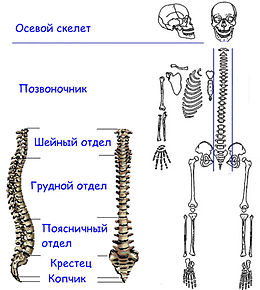 Осевой скелет
Позвоночник
Шейный отдел
Грудной отдел
Поясничный
отдел
Крестец
Копчик